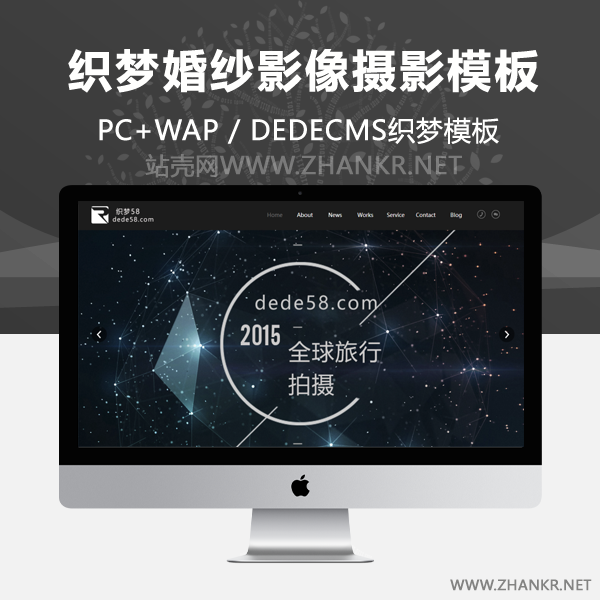 织梦婚纱影像摄影模板
PC+WAP / DEDECMS织梦模板
站壳网WWW.ZHANKR.NET
织梦58
dede58.com
Home About News Works Service Contact Blog
dede58.com
2015
全球旅行
拍摄
WWW.ZHANKR.NET